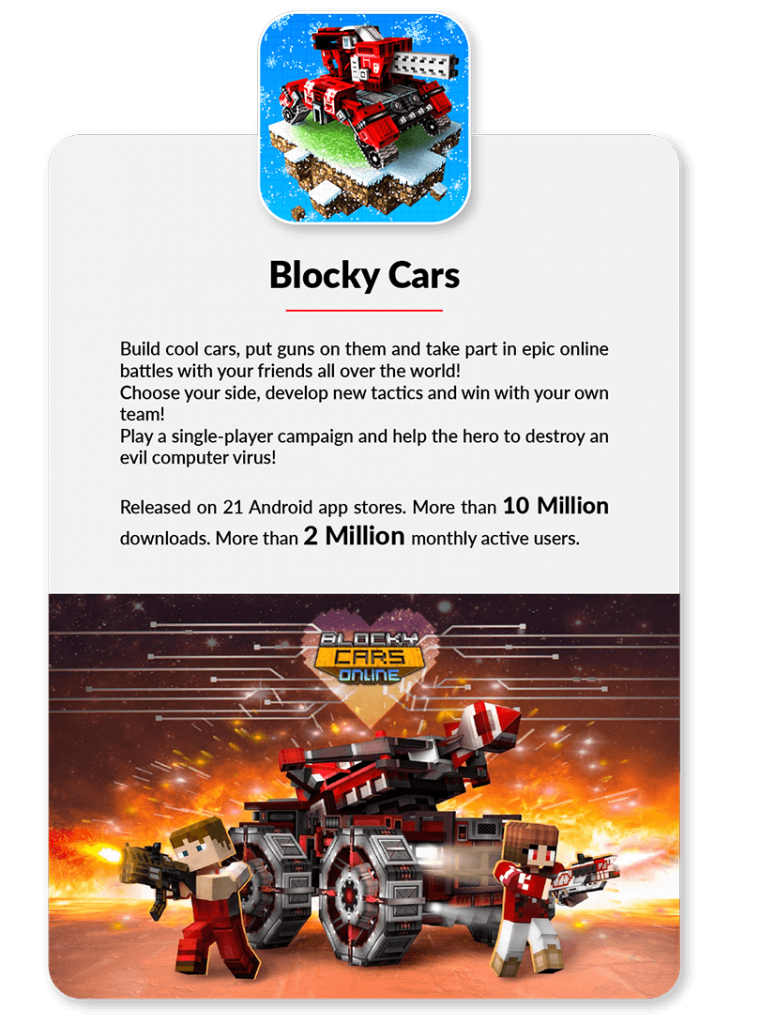 Blocky Cars
Build cool cars, put guns on them and take part in epic online
battles with your friends all over the world!
Choose your side, develop new tactics and win with your own
team!
Play a single-player campaign and help the hero to destroy an
evil computer virus!
Released on 21 Android app stores. More than 10 Million
downloads. More than 2 Million monthly active users.
BLOCKY
CARS
ONLINE